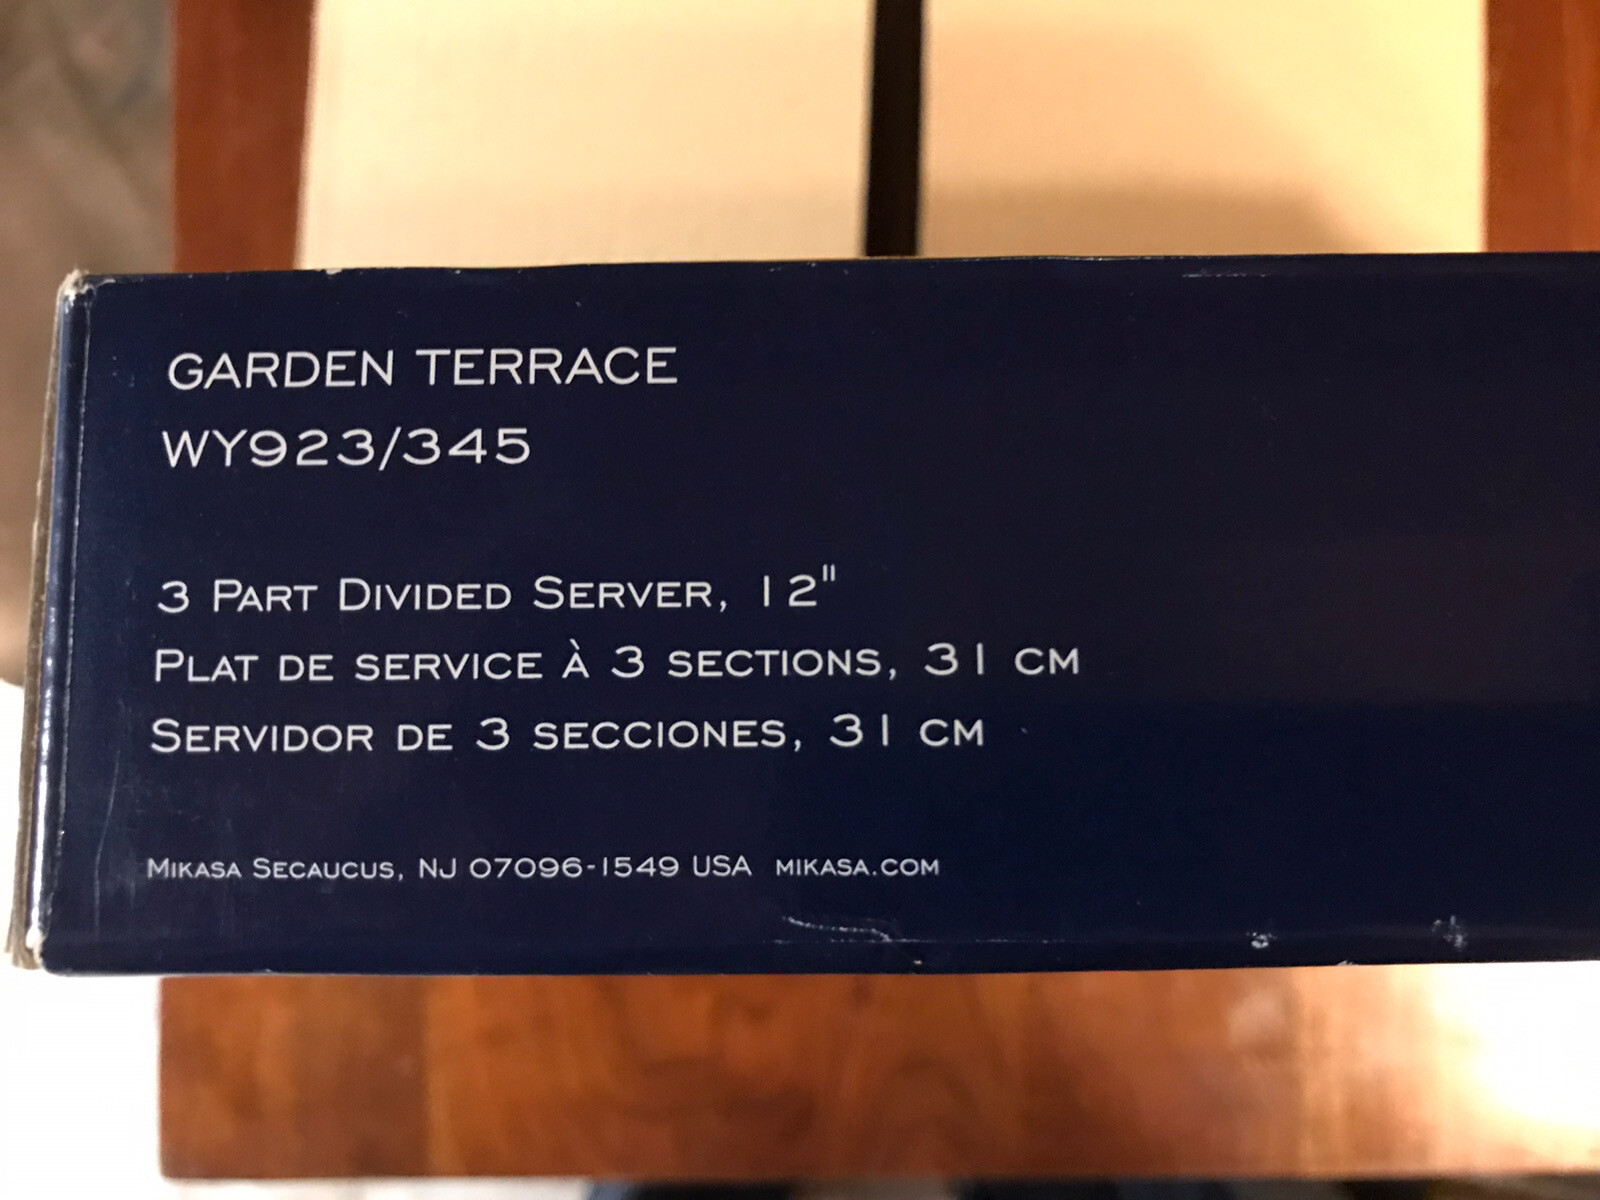 GARDEN TERRACE
WY923/345
3 PART DIVIDED SERVER, 12"
PLAT DE SERVICE À 3 SECTIONS, 31 CM
SERVIDOR DE 3 SECCIONES, 31 CM
MIKASA SECAUCUS, NJ 07096-1549 USA MIKASA.COM